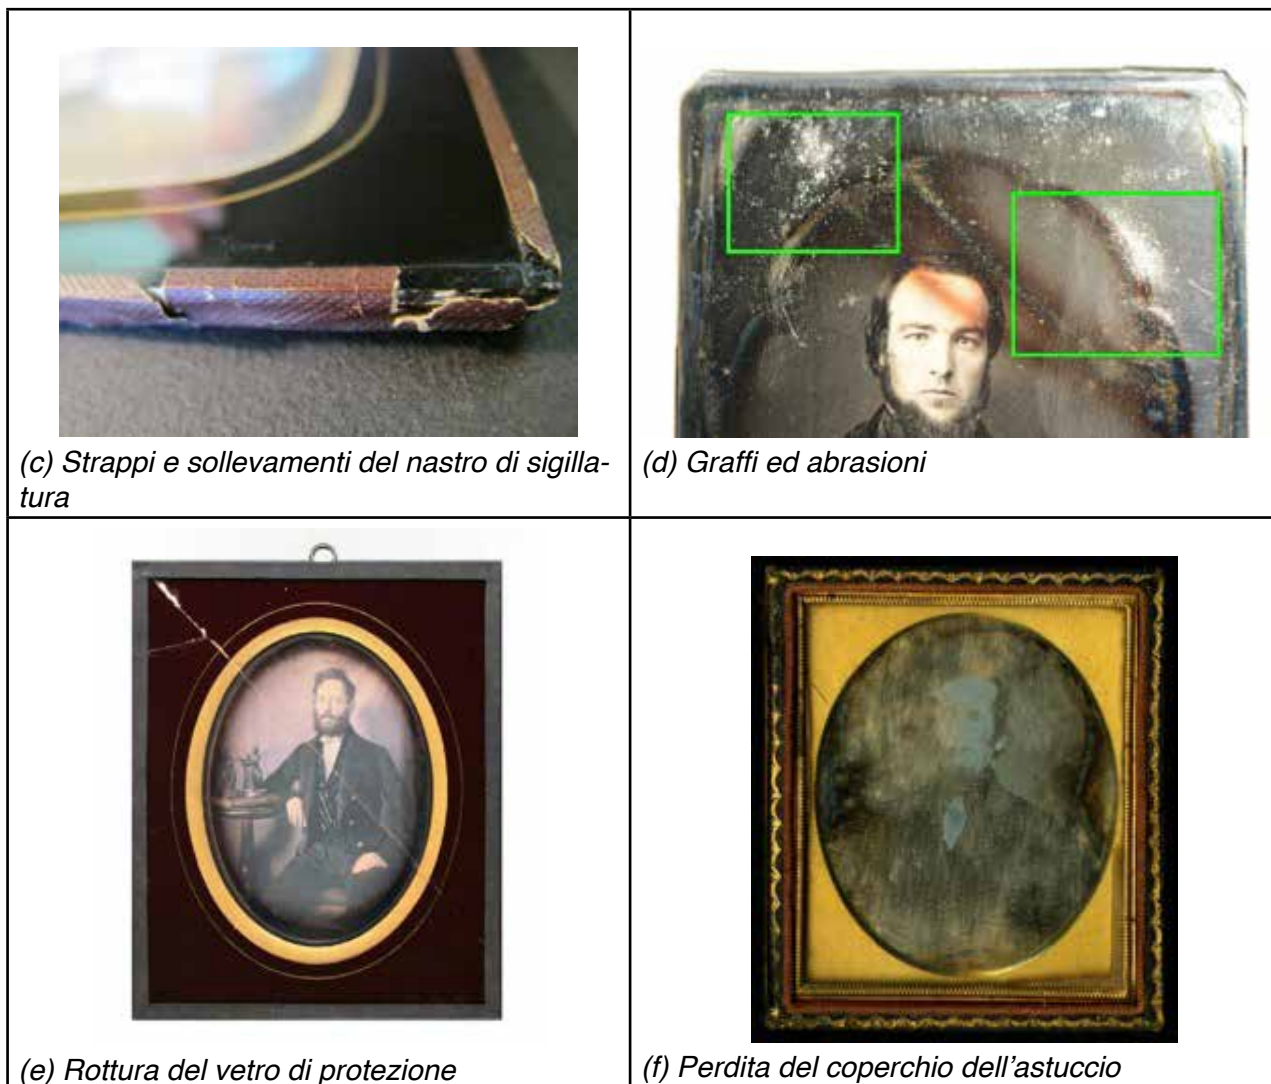 (c) Strappi e sollevamenti del nastro di sigilla-
tura
(d) Graffi ed abrasioni
(e) Rottura del vetro di protezione
(f) Perdita del coperchio dell'astuccio